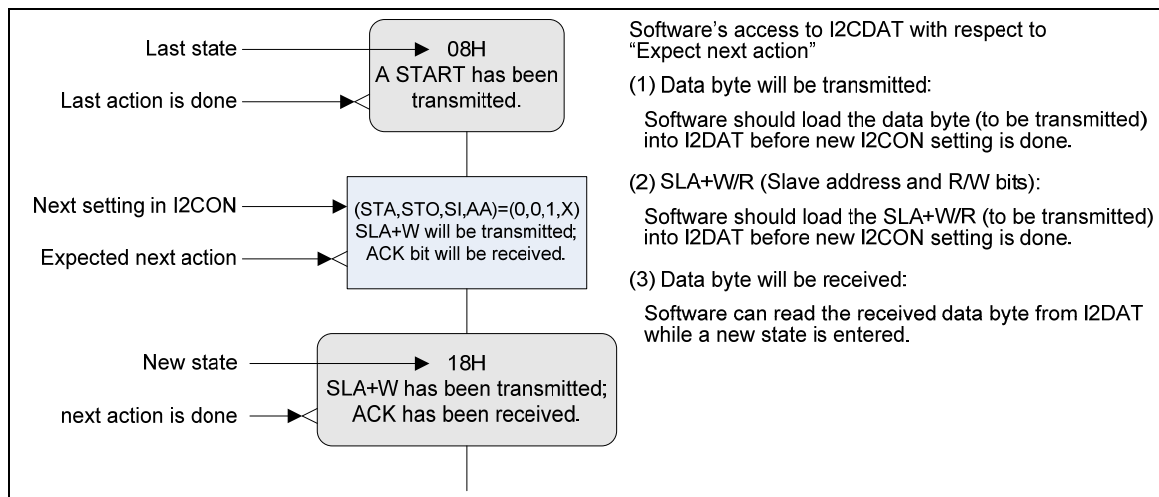 Last state
08H
A START has been
Last action is done
transmitted.
Next setting in I2CON
(STA,STO,SI,AA)=(0,0,1,X)
SLA+W will be transmitted;
Expected next action
ACK bit will be received.
New state
18H
SLA+W has been transmitted;
next action is done
ACK has been received.
Software's access to I2CDAT with respect to
“Expect next action”
(1) Data byte will be transmitted:
Software should load the data byte (to be transmitted)
into I2DAT before new I2CON setting is done.
(2) SLA+W/R (Slave address and R/W bits):
Software should load the SLA+W/R (to be transmitted)
into I2DAT before new I2CON setting is done.
(3) Data byte will be received:
Software can read the received data byte from I2DAT
while a new state is entered.